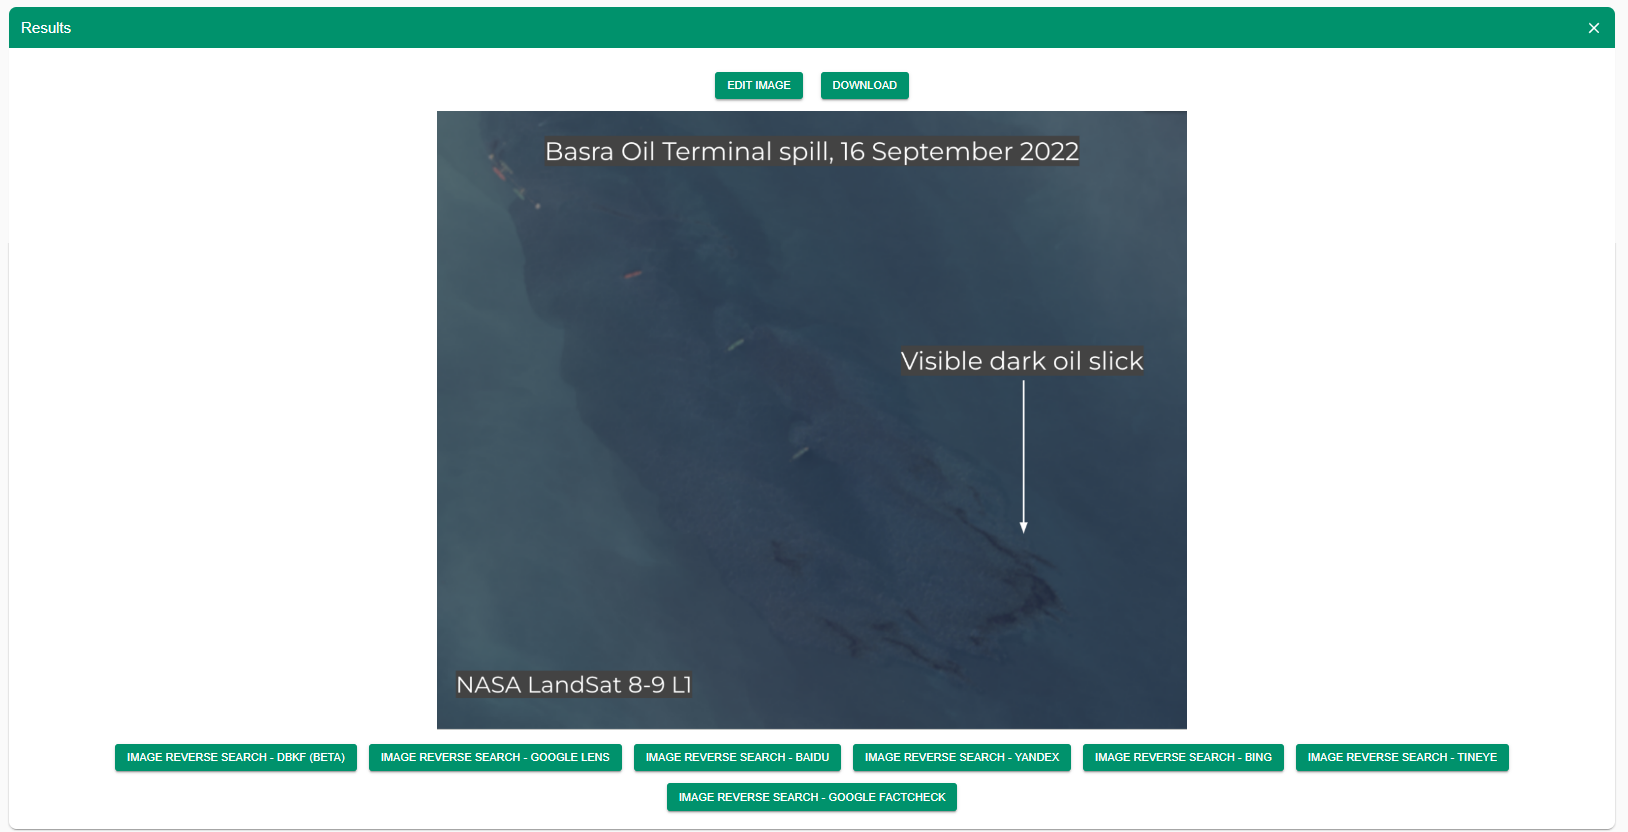 Results
EDIT IMAGE DOWNLOAD
Basra Oil Terminal spill, 16 September 2022
Visible dark oil slick
NASA LandSat 8-9 L1
IMAGE REVERSE SEARCH - DBKF (BETA) IMAGE REVERSE SEARCH - GOOGLE LENS IMAGE REVERSE SEARCH - BAIDU IMAGE REVERSE SEARCH - YANDEX IMAGE REVERSE SEARCH - BING IMAGE REVERSE SEARCH - TINEYE
IMAGE REVERSE SEARCH - GOOGLE FACTCHECK